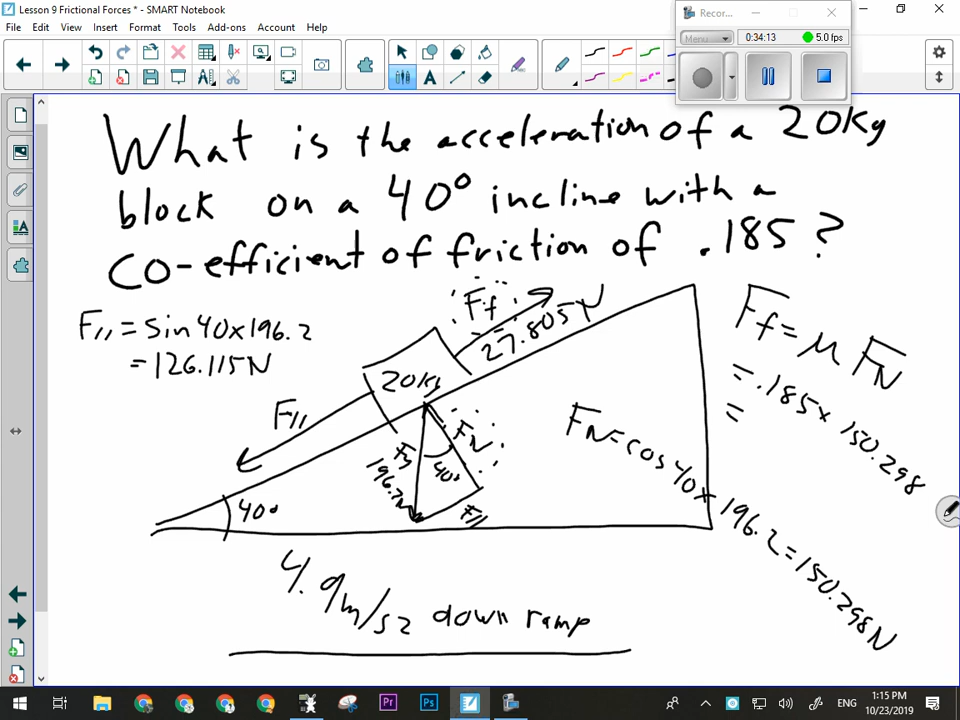 Lesson 9 Frictional Forces * - SMART Notebook
Recor...
File Edit View Insert Format Tools Add-ons Account
Menu
0:34:13
5.0 fps
What is the acceleration of a 20Kg
block on a 40° incline with a
co-efficient of friction of .185?
F// = sin 40 x 196.2
= 126.115N
Ff
27.805N
20Kg
F//
FN
Fg
196.2N
40°
F//
40°
Ff = μ FN
= .185 x 150.298
=
FN = cos 40 x 196.2 = 150.298N
4.9m/s2 down ramp
Pr
Ps
ENG
1:15 PM
10/23/2019